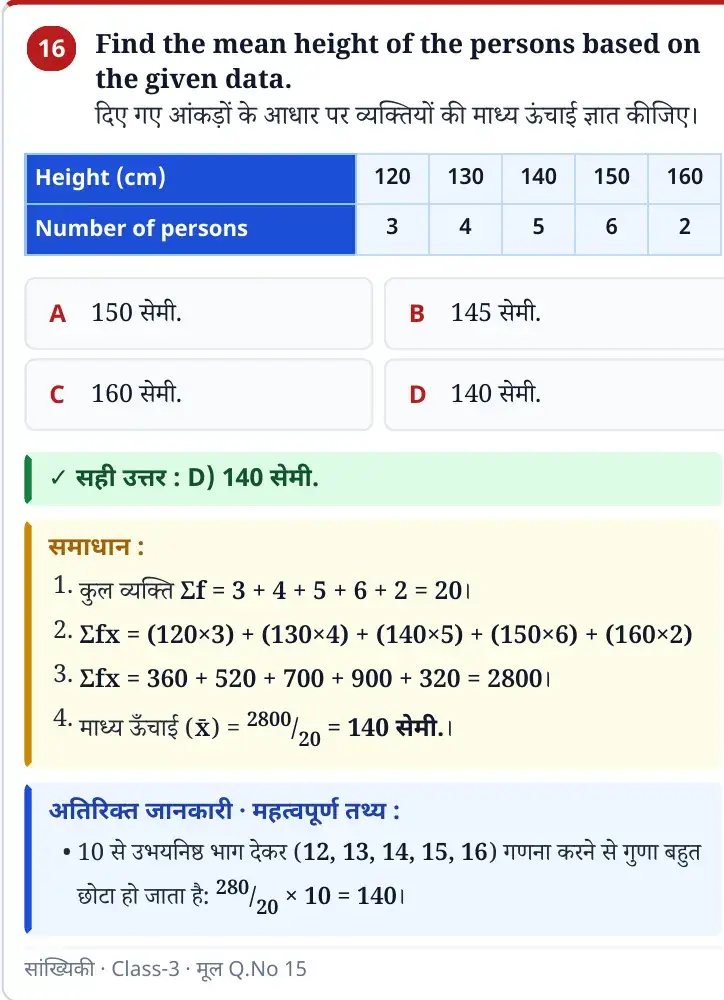 16 Find the mean height of the persons based on
the given data.
दिए गए आंकड़ों के आधार पर व्यक्तियों की माध्य ऊंचाई ज्ञात कीजिए।
Height (cm) 120 130 140 150 160
Number of persons 3 4 5 6 2
A 150 सेमी. B 145 सेमी.
C 160 सेमी. D 140 सेमी.
✓ सही उत्तर : D) 140 सेमी.
समाधान :
1. कुल व्यक्ति Σf = 3 + 4 + 5 + 6 + 2 = 20।
2. Σfx = (120×3) + (130×4) + (140×5) + (150×6) + (160×2)
3. Σfx = 360 + 520 + 700 + 900 + 320 = 2800।
4. माध्य ऊँचाई (x̄) = 2800/20 = 140 सेमी.।
अतिरिक्त जानकारी · महत्वपूर्ण तथ्य :
• 10 से उभयनिष्ठ भाग देकर (12, 13, 14, 15, 16) गणना करने से गुणा बहुत
छोटा हो जाता है: 280/20 × 10 = 140।
सांख्यिकी · Class-3 · मूल Q.No 15